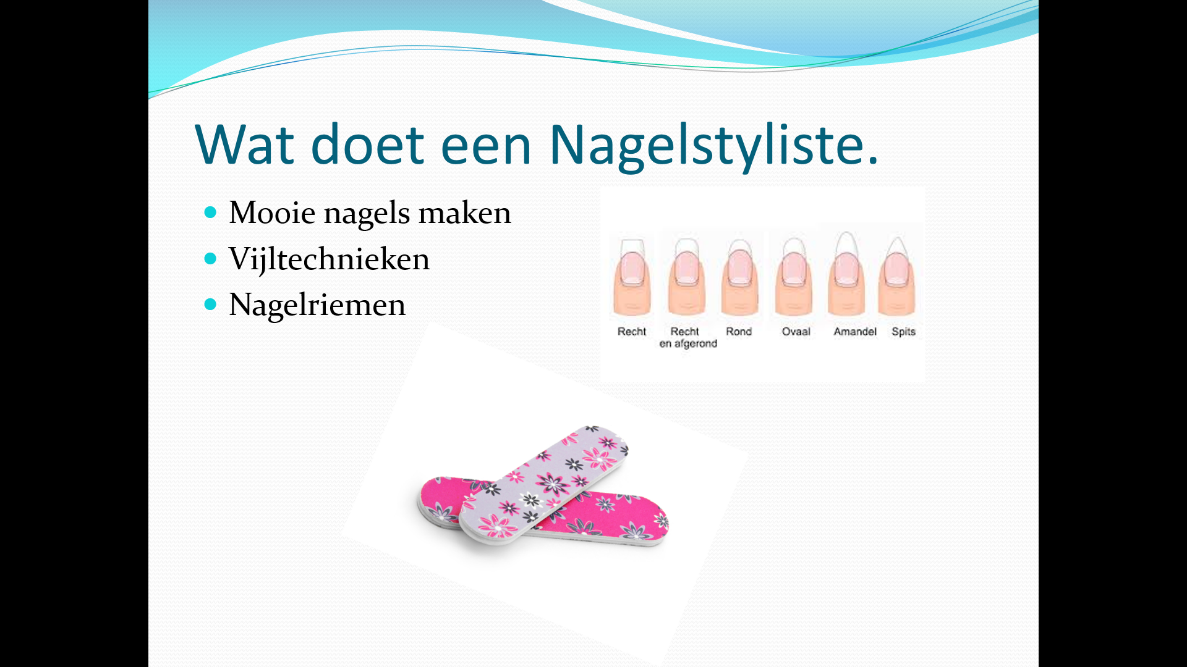 Wat doet een Nagelstyliste.
Mooie nagels maken
Vijltechnieken
Nagelriemen
Recht
Recht
en afgerond
Rond
Ovaal
Amandel
Spits